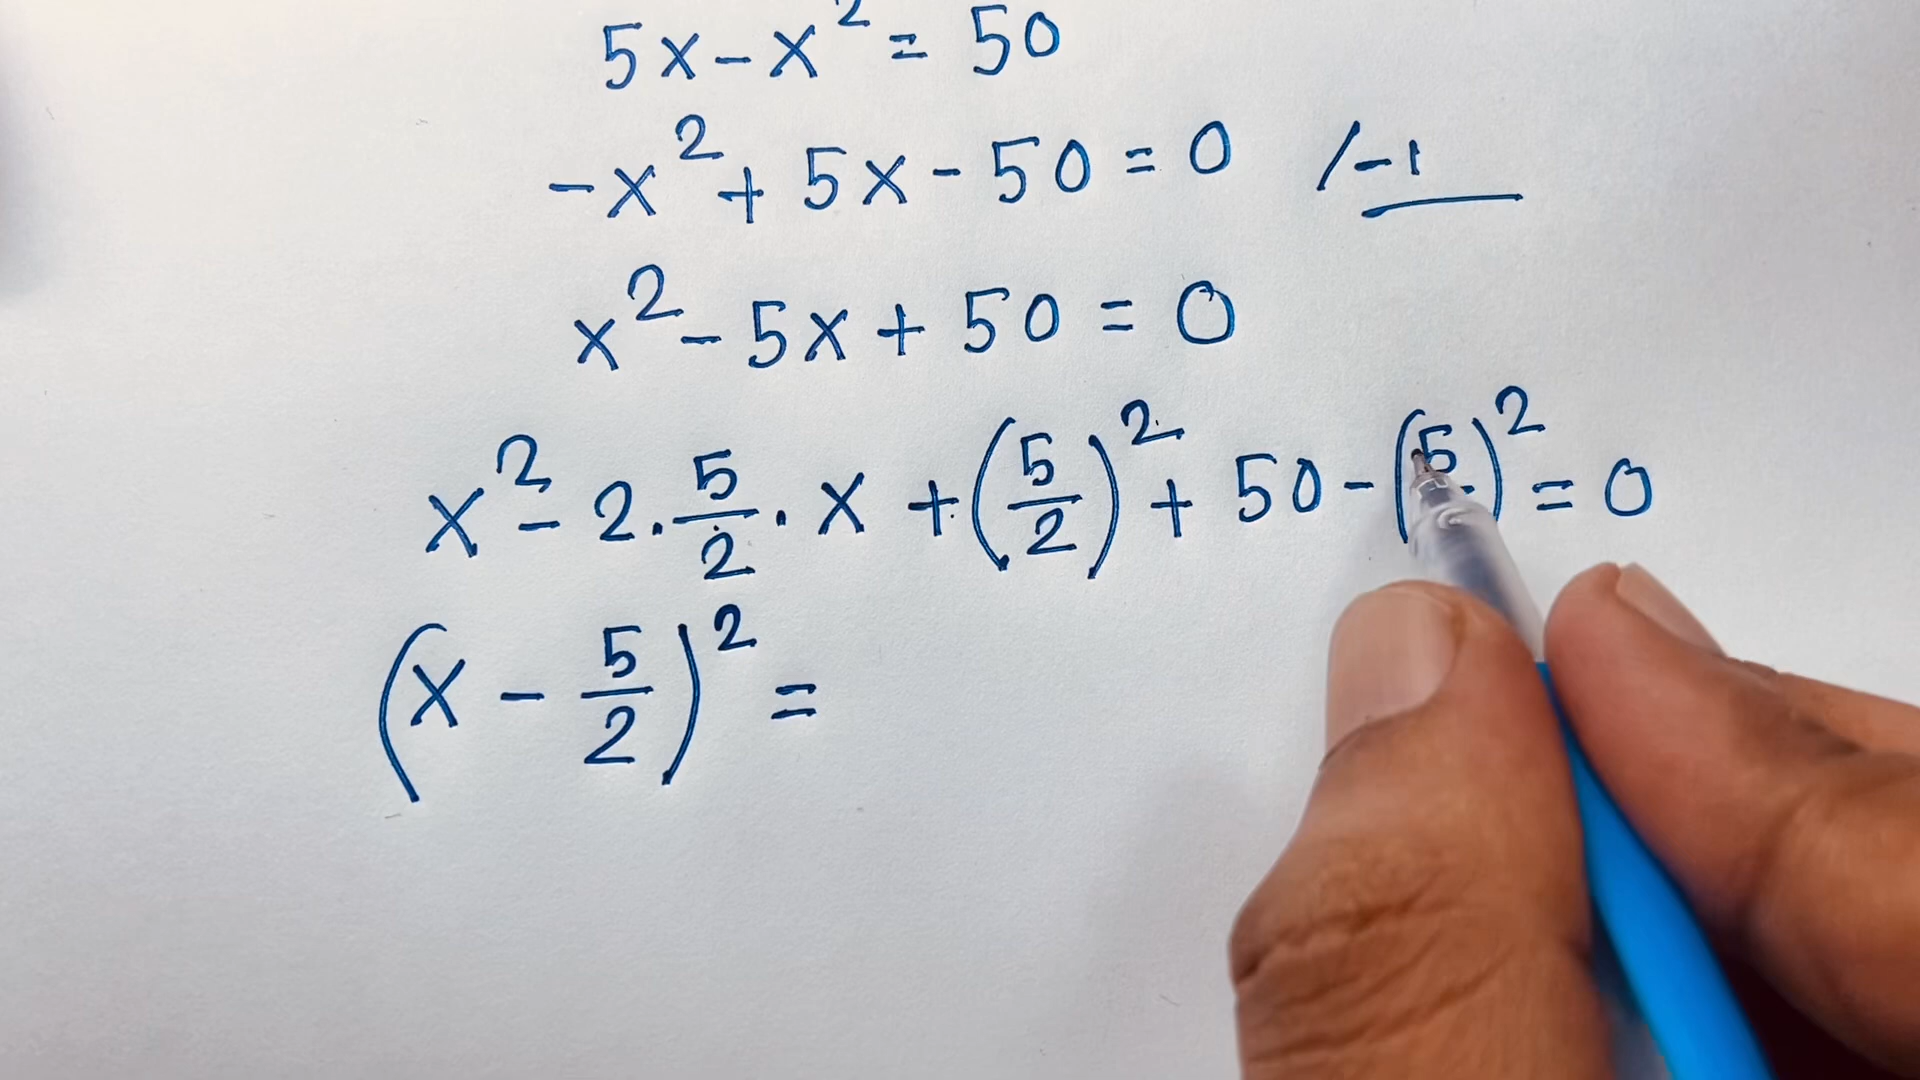 5x - x² = 50
-x² + 5x - 50 = 0 /-1
x² - 5x + 50 = 0
x² - 2 · 5/2 · x + (5/2)² + 50 - (5/ )² = 0
(x - 5/2)² =